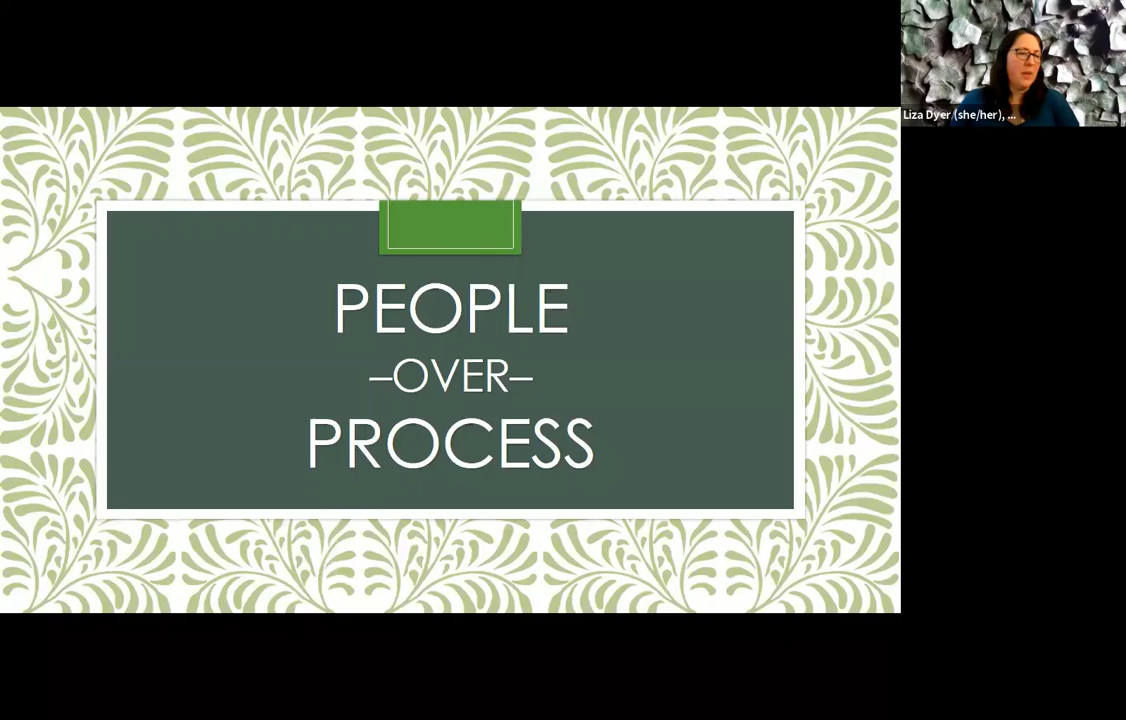 PEOPLE
–OVER–
PROCESS
Liza Dyer (she/her), ...